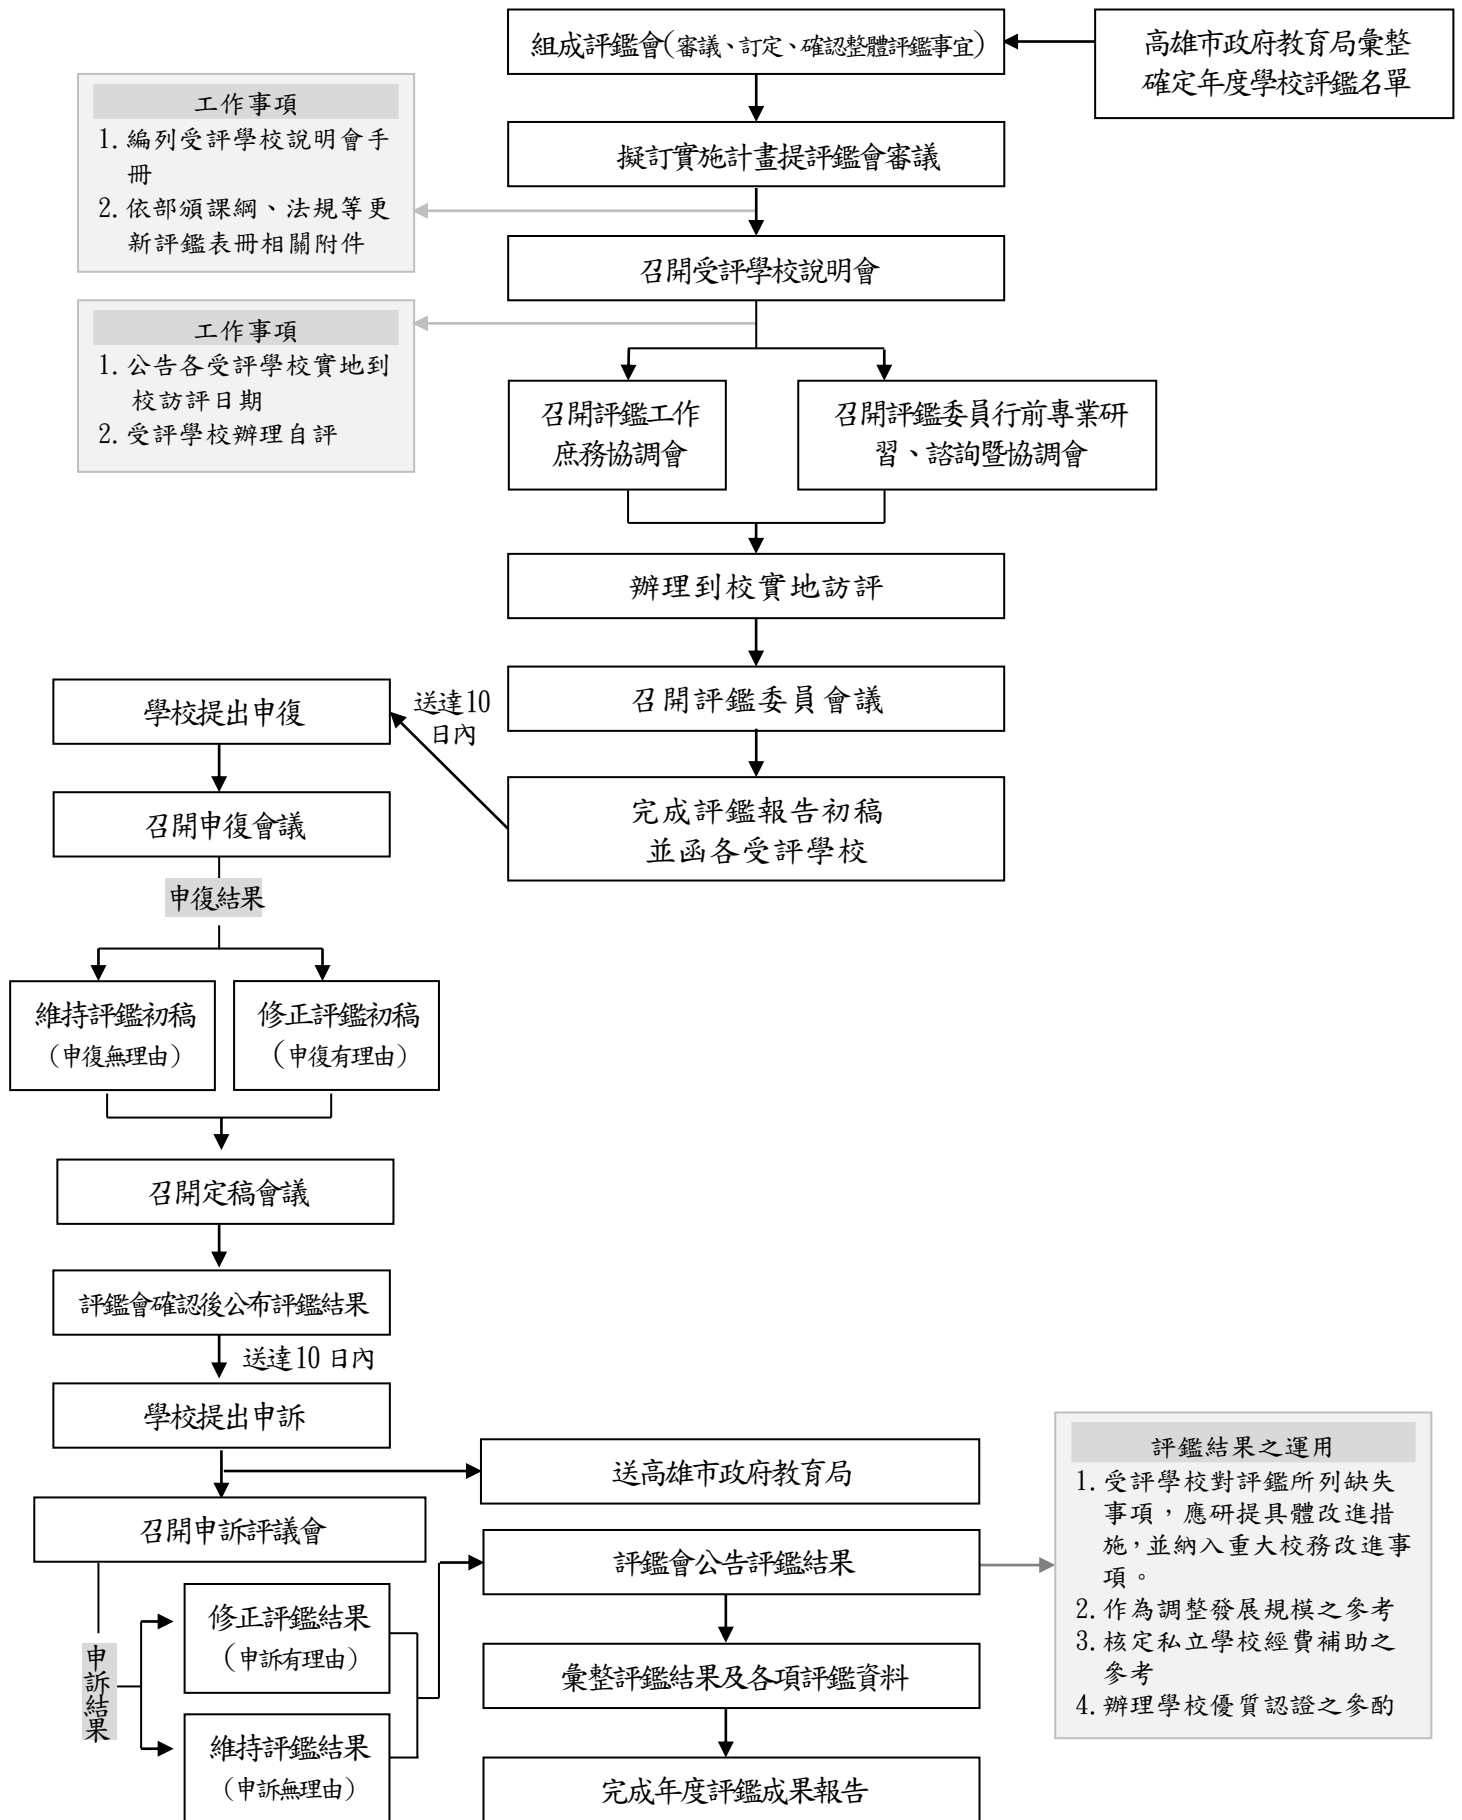 組成評鑑會(審議、訂定、確認整體評鑑事宜)
高雄市政府教育局彙整
確定年度學校評鑑名單
工作事項
1. 編列受評學校說明會手
冊
2. 依部頒課綱、法規等更
新評鑑表冊相關附件
擬訂實施計畫提評鑑會審議
召開受評學校說明會
工作事項
1. 公告各受評學校實地到
校訪評日期
2. 受評學校辦理自評
召開評鑑工作
庶務協調會
召開評鑑委員行前專業研
習、諮詢暨協調會
辦理到校實地訪評
召開評鑑委員會議
完成評鑑報告初稿
並函各受評學校
送達10
日內
學校提出申復
召開申復會議
申復結果
維持評鑑初稿
(申復無理由)
修正評鑑初稿
(申復有理由)
召開定稿會議
評鑑會確認後公布評鑑結果
送達10 日內
學校提出申訴
送高雄市政府教育局
召開申訴評議會
申訴結果
修正評鑑結果
(申訴有理由)
維持評鑑結果
(申訴無理由)
評鑑會公告評鑑結果
彙整評鑑結果及各項評鑑資料
完成年度評鑑成果報告
評鑑結果之運用
1. 受評學校對評鑑所列缺失
事項，應研提具體改進措
施，並納入重大校務改進事
項。
2. 作為調整發展規模之參考
3. 核定私立學校經費補助之
參考
4. 辦理學校優質認證之參酌